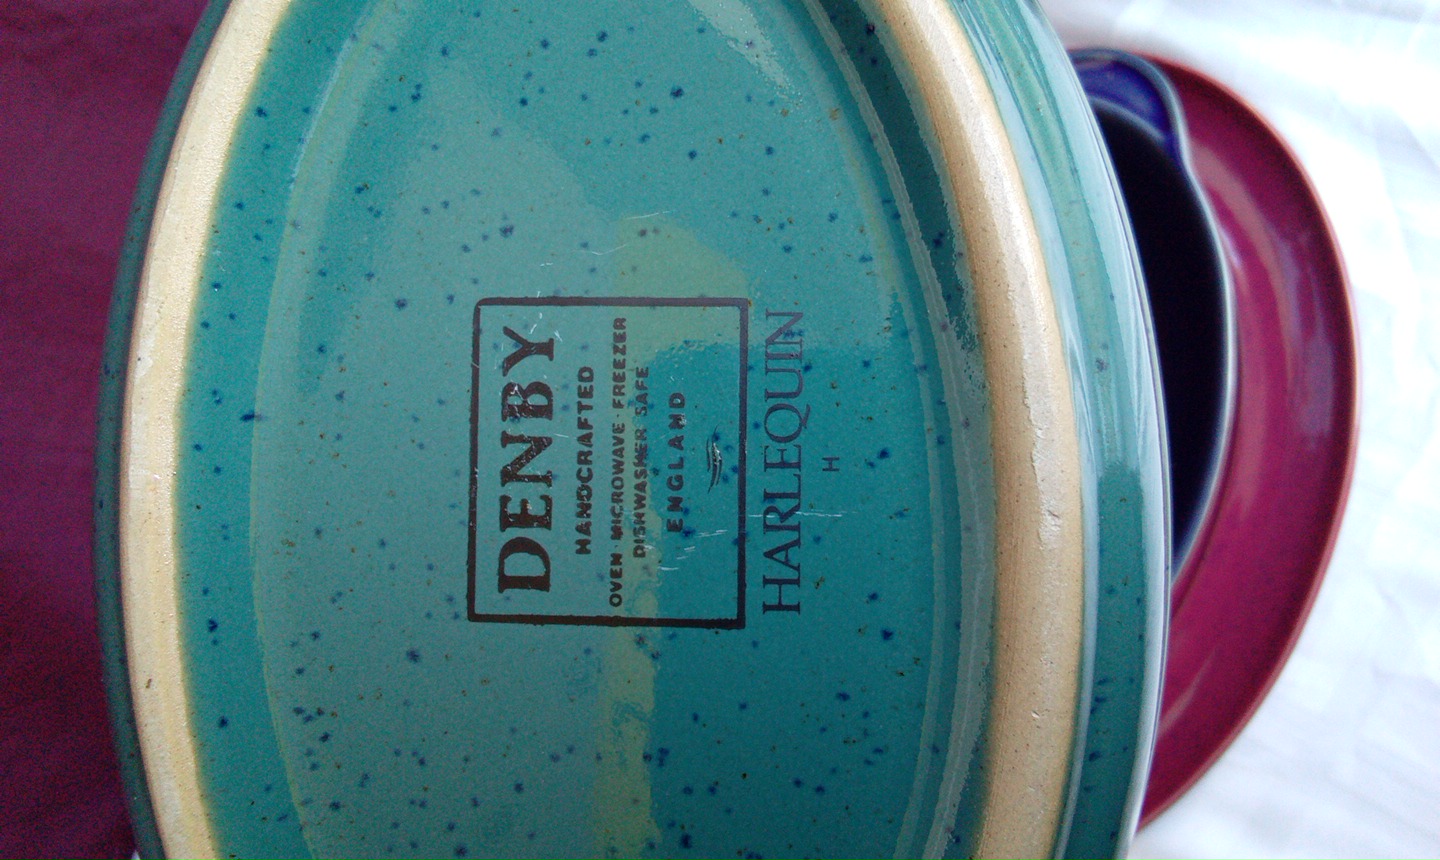 DENBY
HANDCRAFTED
OVEN · MICROWAVE · FREEZER
DISHWASHER SAFE
ENGLAND
HARLEQUIN
H